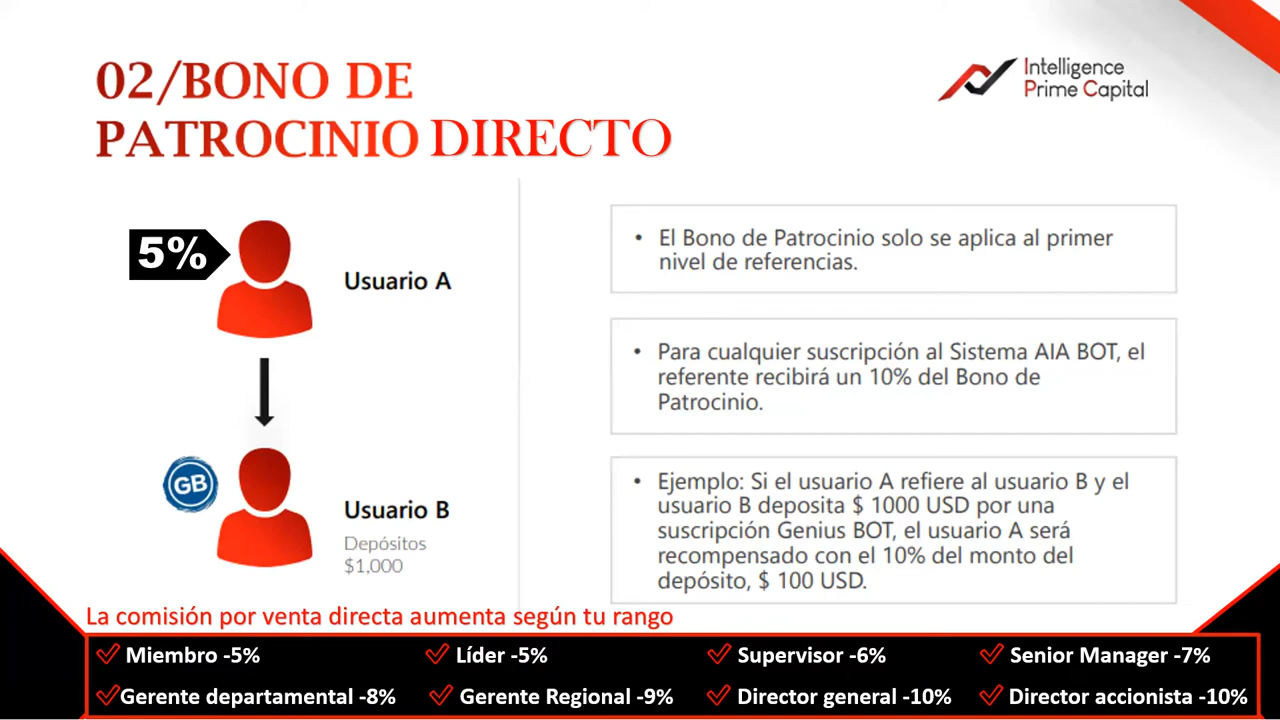 02/BONO DE
PATROCINIO DIRECTO
Intelligence
Prime Capital
5%
Usuario A
GB
Usuario B
Depósitos
$1,000
• El Bono de Patrocinio solo se aplica al primer
nivel de referencias.
• Para cualquier suscripción al Sistema AIA BOT, el
referente recibirá un 10% del Bono de
Patrocinio.
• Ejemplo: Si el usuario A refiere al usuario B y el
usuario B deposita $ 1000 USD por una
suscripción Genius BOT, el usuario A será
recompensado con el 10% del monto del
depósito, $ 100 USD.
La comisión por venta directa aumenta según tu rango
Miembro -5% Líder -5% Supervisor -6% Senior Manager -7%
Gerente departamental -8% Gerente Regional -9% Director general -10% Director accionista -10%